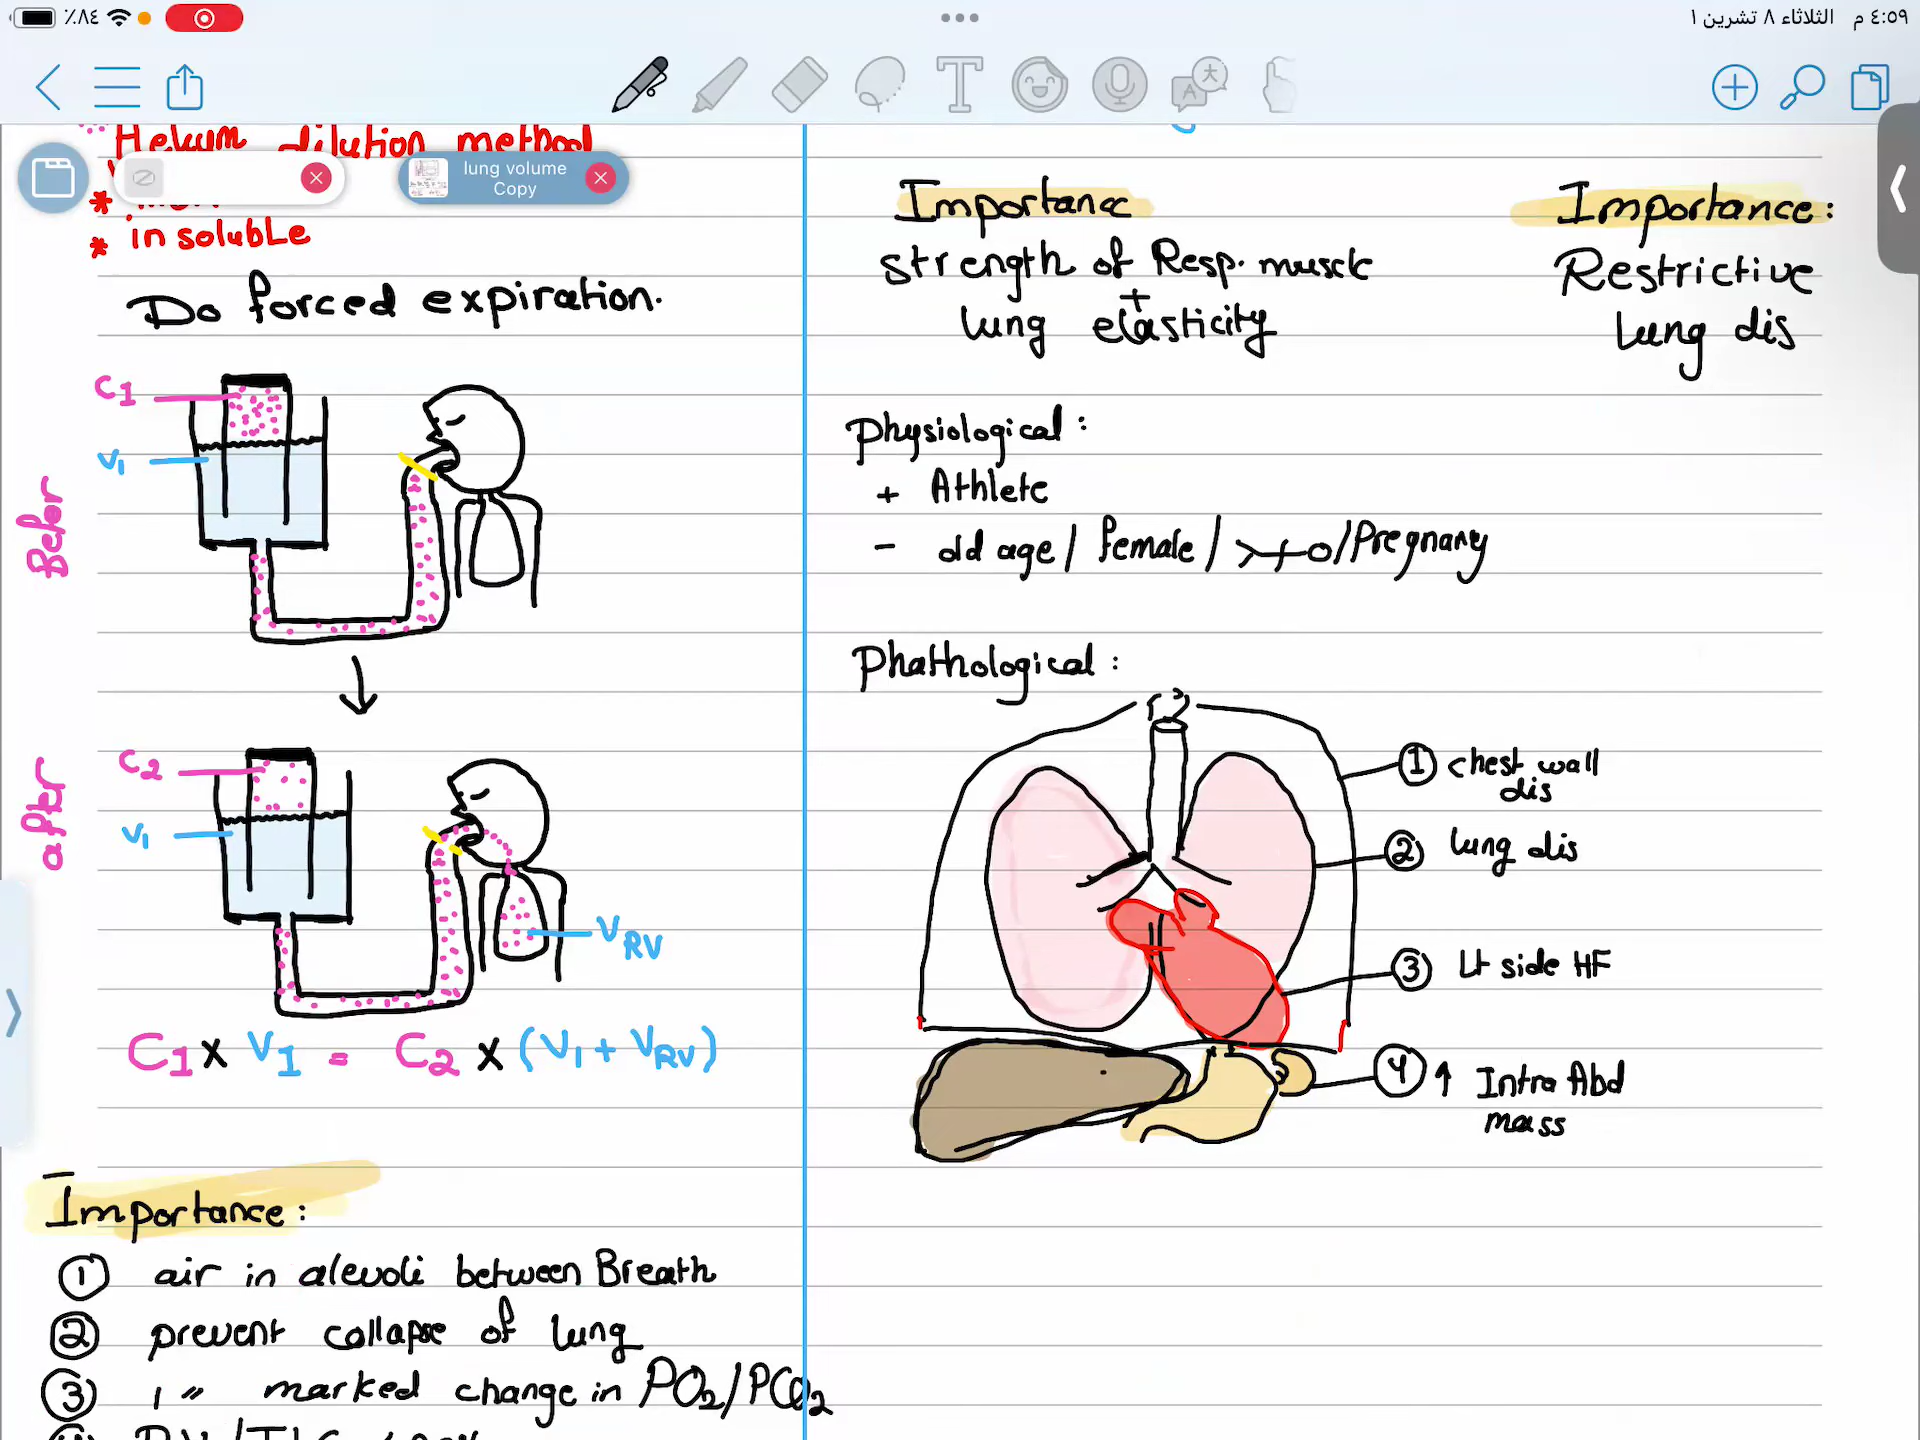 ٪٨٤
٤:٥٩ م الثلاثاء ٨ تشرين ١
Helium dilution method
lung volume
Copy
* insoluble
Do forced expiration.
Befor
C1
V1
after
C2
V1
VRV
C1 x V1 = C2 x (V1 + VRV)
Importance:
① air in alevoli between Breath
② prevent collapse of lung
③ 1 〃 marked change in PO2/PCO2
Importance
strength of Resp. muscle
+
lung elasticity
Importance:
Restrictive
lung dis
Physiological:
+ Athlete
- old age / female / / Pregnany
Phathological:
① chest wall
dis
② lung dis
③ Lt side HF
④ ↑ Intra Abd
mass